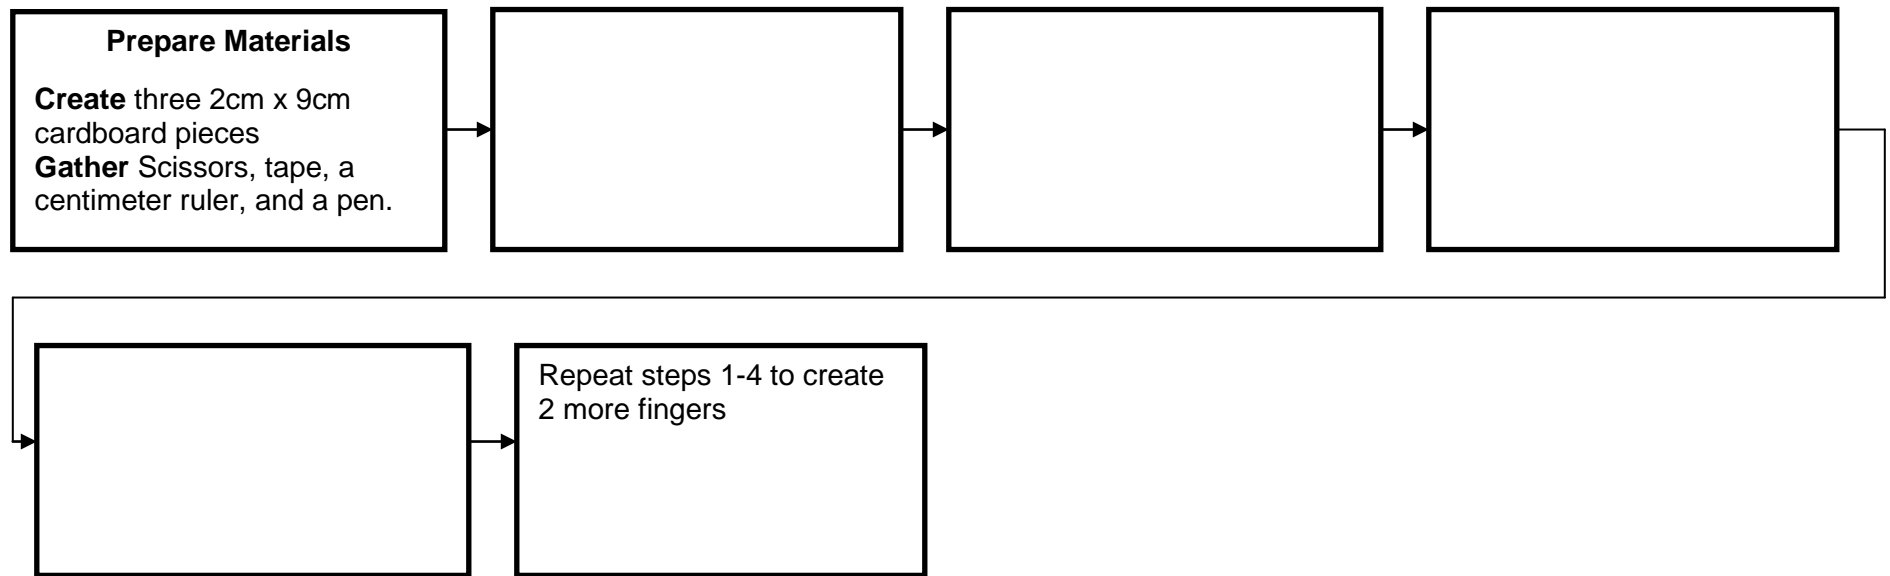 Prepare Materials
Create three 2cm x 9cm
cardboard pieces
Gather Scissors, tape, a
centimeter ruler, and a pen.
Repeat steps 1-4 to create
2 more fingers